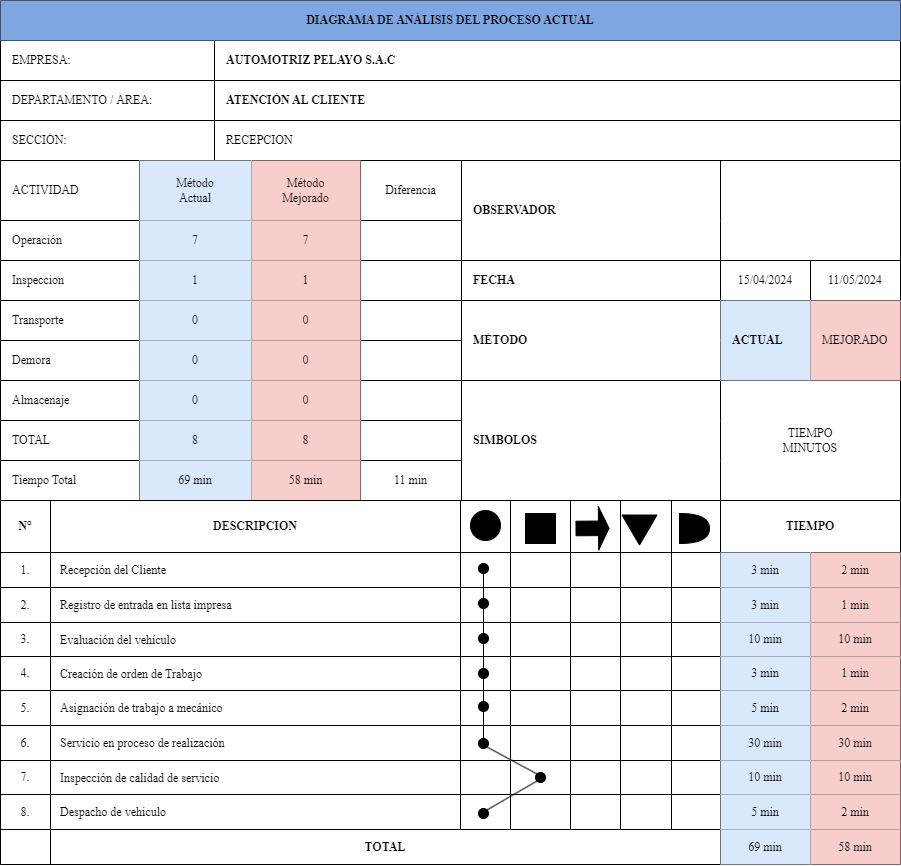 DIAGRAMA DE ANÁLISIS DEL PROCESO ACTUAL
EMPRESA: AUTOMOTRIZ PELAYO S.A.C
DEPARTAMENTO / ÁREA: ATENCIÓN AL CLIENTE
SECCIÓN: RECEPCION
ACTIVIDAD Método Actual Método Mejorado Diferencia
OBSERVADOR
Operación 7 7
Inspeccion 1 1
FECHA 15/04/2024 11/05/2024
Transporte 0 0
MÉTODO ACTUAL MEJORADO
Demora 0 0
Almacenaje 0 0
TOTAL 8 8
SIMBOLOS TIEMPO MINUTOS
Tiempo Total 69 min 58 min 11 min
N° DESCRIPCION TIEMPO
1. Recepción del Cliente 3 min 2 min
2. Registro de entrada en lista impresa 3 min 1 min
3. Evaluación del vehículo 10 min 10 min
4. Creación de orden de Trabajo 3 min 1 min
5. Asignación de trabajo a mecánico 5 min 2 min
6. Servicio en proceso de realización 30 min 30 min
7. Inspección de calidad de servicio 10 min 10 min
8. Despacho de vehiculo 5 min 2 min
TOTAL 69 min 58 min